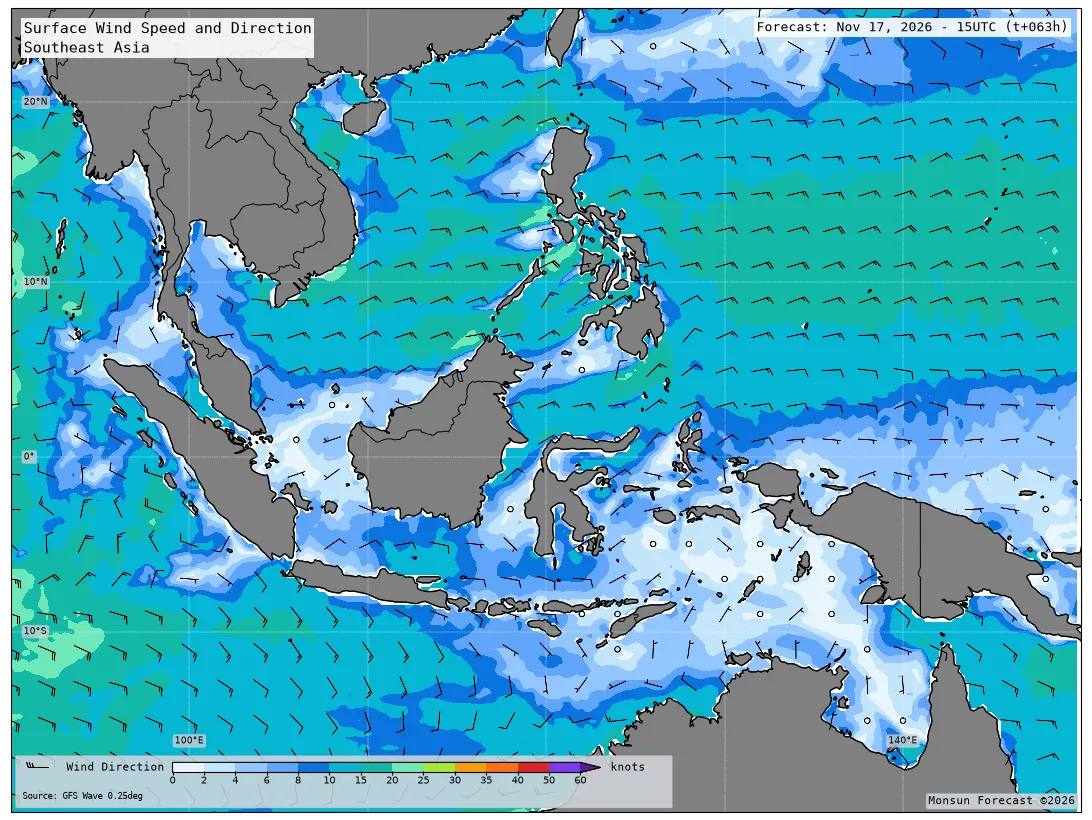 Surface Wind Speed and Direction
Southeast Asia
Forecast: Nov 17, 2026 - 15UTC (t+063h)
20°N
10°N
0°
10°S
100°E
140°E
Wind Direction
0 2 4 6 8 10 15 20 25 30 35 40 50 60
knots
Source: GFS Wave 0.25deg
Monsun Forecast ©2026